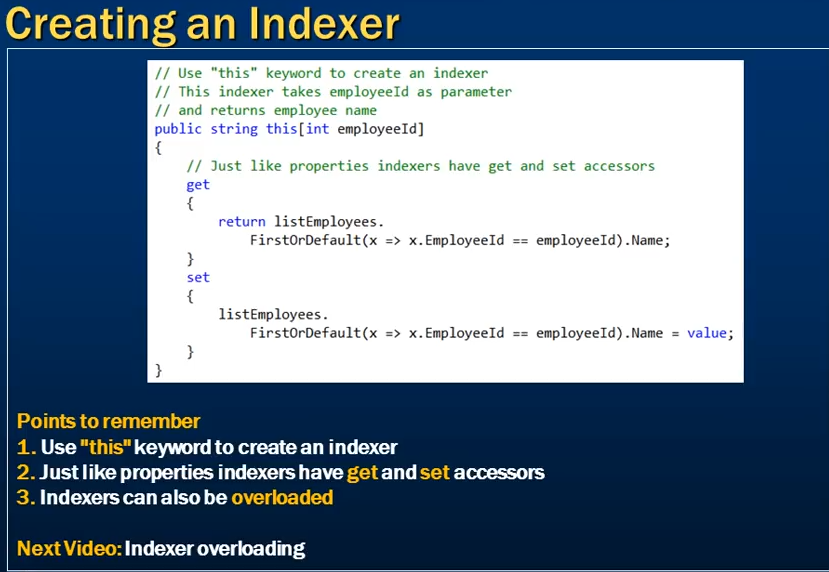 Creating an Indexer
// Use "this" keyword to create an indexer
// This indexer takes employeeId as parameter
// and returns employee name
public string this[int employeeId]
{
// Just like properties indexers have get and set accessors
get
{
return listEmployees.
FirstOrDefault(x => x.EmployeeId == employeeId).Name;
}
set
{
listEmployees.
FirstOrDefault(x => x.EmployeeId == employeeId).Name = value;
}
}
Points to remember
1. Use "this" keyword to create an indexer
2. Just like properties indexers have get and set accessors
3. Indexers can also be overloaded
Next Video: Indexer overloading